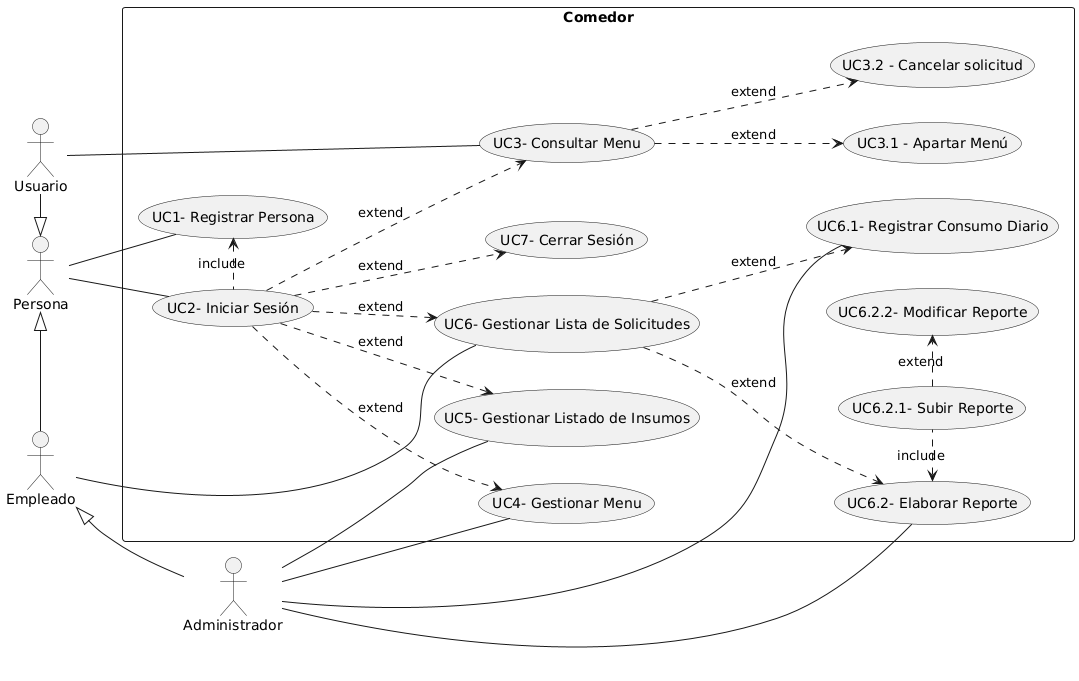 Comedor
UC3.2 - Cancelar solicitud
extend
UC3- Consultar Menu
extend
UC3.1 - Apartar Menú
Usuario
UC1- Registrar Persona
extend
UC7- Cerrar Sesión
UC6.1- Registrar Consumo Diario
include
extend
extend
Persona
UC2- Iniciar Sesión
extend
UC6- Gestionar Lista de Solicitudes
UC6.2.2- Modificar Reporte
extend
extend
extend
UC6.2.1- Subir Reporte
extend
UC5- Gestionar Listado de Insumos
include
Empleado
UC4- Gestionar Menu
UC6.2- Elaborar Reporte
Administrador